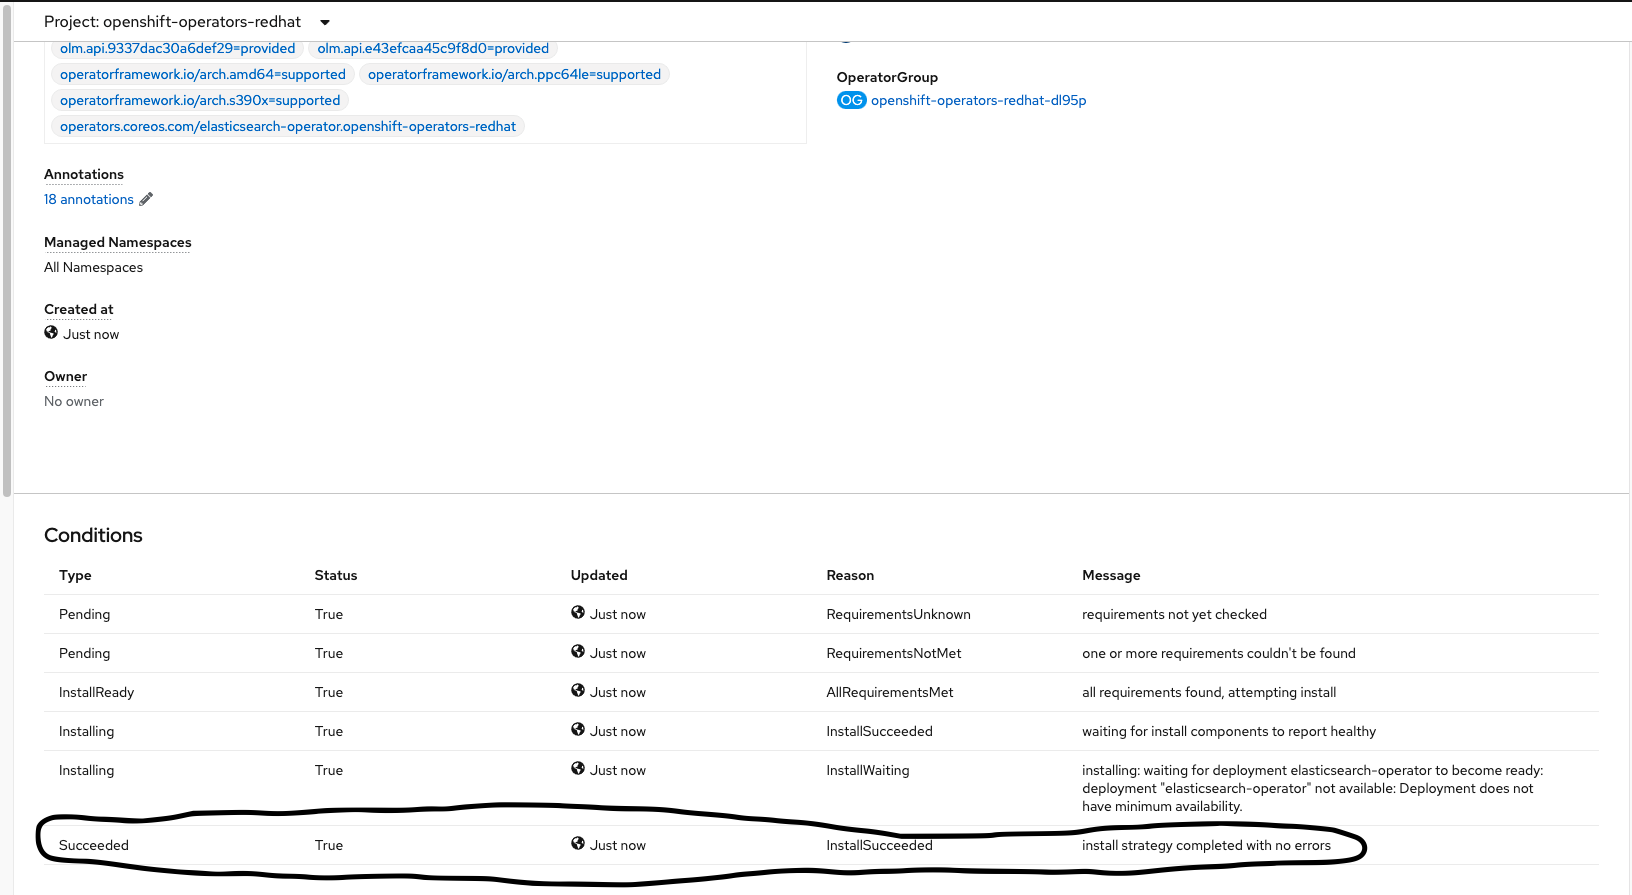 Project: openshift-operators-redhat
olm.api.9337dac30a6def29=provided olm.api.e43efcaa45c9f8d0=provided
operatorframework.io/arch.amd64=supported operatorframework.io/arch.ppc64le=supported
operatorframework.io/arch.s390x=supported
operators.coreos.com/elasticsearch-operator.openshift-operators-redhat
OperatorGroup
OG openshift-operators-redhat-dl95p
Annotations
18 annotations
Managed Namespaces
All Namespaces
Created at
Just now
Owner
No owner
Conditions
Type Status Updated Reason Message
Pending True Just now RequirementsUnknown requirements not yet checked
Pending True Just now RequirementsNotMet one or more requirements couldn't be found
InstallReady True Just now AllRequirementsMet all requirements found, attempting install
Installing True Just now InstallSucceeded waiting for install components to report healthy
Installing True Just now InstallWaiting installing: waiting for deployment elasticsearch-operator to become ready:
deployment "elasticsearch-operator" not available: Deployment does not
have minimum availability.
Succeeded True Just now InstallSucceeded install strategy completed with no errors